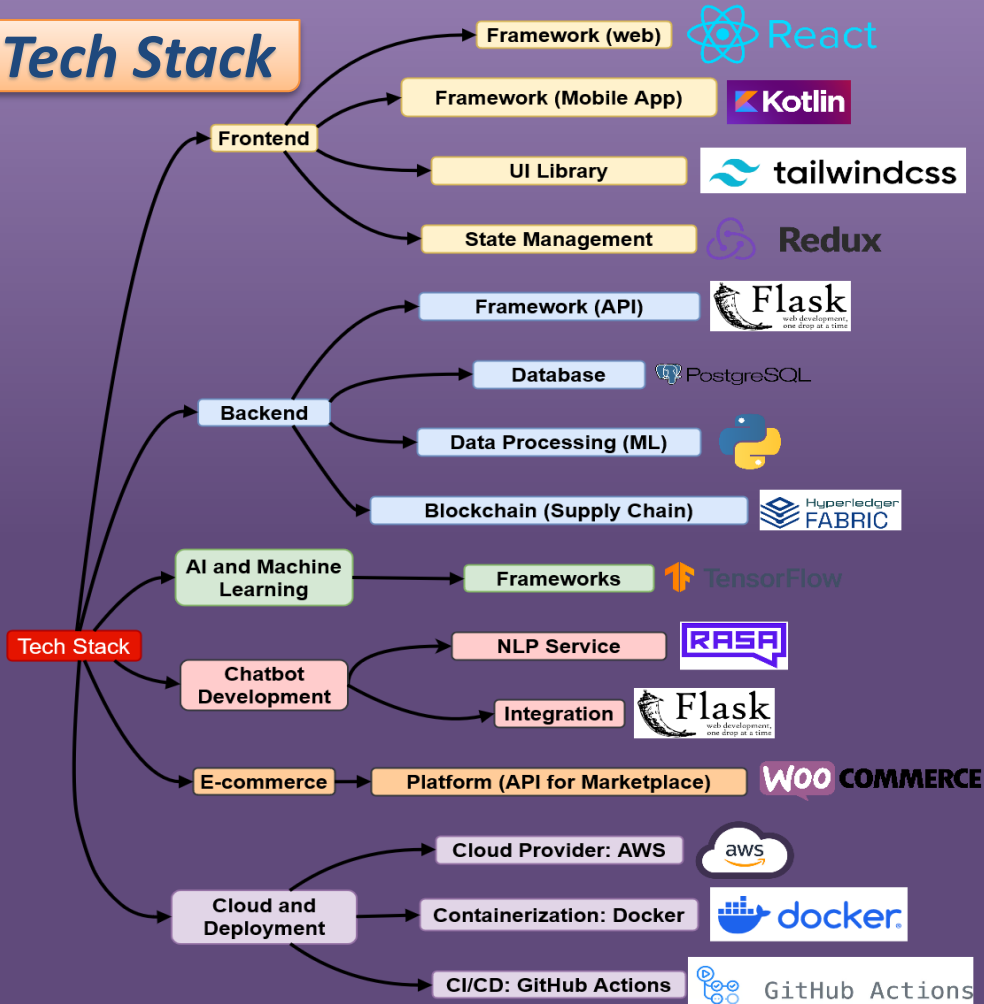 Tech Stack
Framework (web)
React
Framework (Mobile App)
Kotlin
Frontend
UI Library
tailwindcss
State Management
Redux
Framework (API)
Flask
web development,
one drop at a time
Database
PostgreSQL
Backend
Data Processing (ML)
Blockchain (Supply Chain)
Hyperledger
FABRIC
AI and Machine
Learning
Frameworks
TensorFlow
Tech Stack
NLP Service
RASA
Chatbot
Development
Integration
Flask
web development,
one drop at a time
E-commerce
Platform (API for Marketplace)
WOO COMMERCE
Cloud Provider: AWS
aws
Cloud and
Deployment
Containerization: Docker
docker
CI/CD: GitHub Actions
GitHub Actions